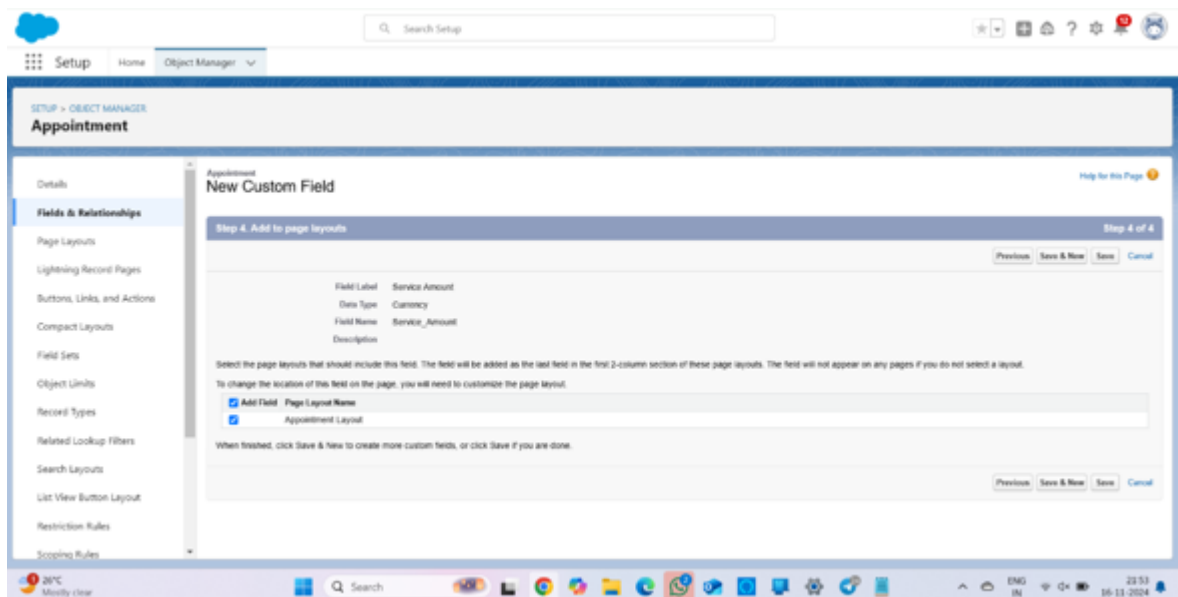 Search Setup
12
Setup
Home
Object Manager
SETUP > OBJECT MANAGER
Appointment
Details
Fields & Relationships
Page Layouts
Lightning Record Pages
Buttons, Links, and Actions
Compact Layouts
Field Sets
Object Limits
Record Types
Related Lookup Filters
Search Layouts
List View Button Layout
Restriction Rules
Scoping Rules
Appointment
New Custom Field
Help for this Page
Step 4. Add to page layouts
Step 4 of 4
Previous Save & New Save Cancel
Field Label Service Amount
Data Type Currency
Field Name Service_Amount
Description
Select the page layouts that should include this field. The field will be added as the last field in the first 2-column section of these page layouts. The field will not appear on any pages if you do not select a layout.
To change the location of this field on the page, you will need to customize the page layout.
Add Field Page Layout Name
Appointment Layout
When finished, click Save & New to create more custom fields, or click Save if you are done.
Previous Save & New Save Cancel
1
26°C
Mostly clear
Search
ENG
IN
21:53
16-11-2024